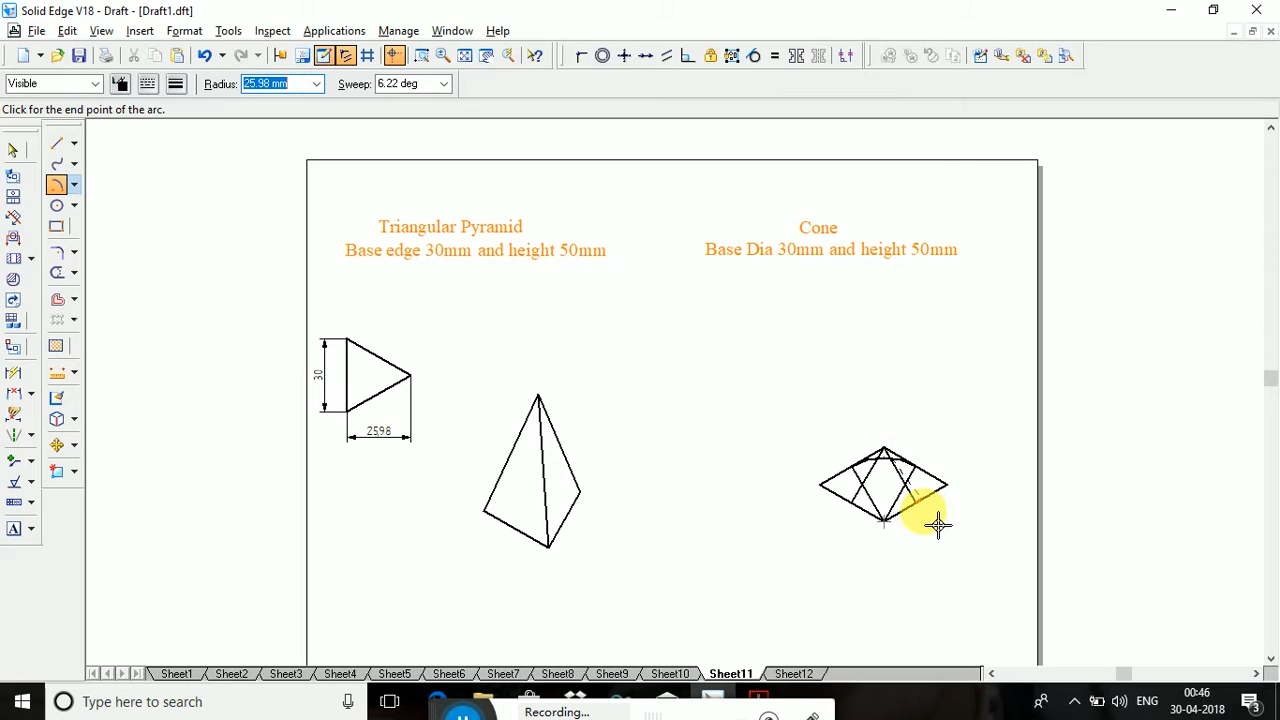 Solid Edge V18 - Draft - [Draft1.dft]
File Edit View Insert Format Tools Inspect Applications Manage Window Help
Visible Radius: 25.98 mm Sweep: 6.22 deg
Click for the end point of the arc.
Triangular Pyramid
Base edge 30mm and height 50mm
Cone
Base Dia 30mm and height 50mm
30
25,98
Sheet1 Sheet2 Sheet3 Sheet4 Sheet5 Sheet6 Sheet7 Sheet8 Sheet9 Sheet10 Sheet11 Sheet12
Type here to search
Recording...
ENG
00:46
30-04-2018
3